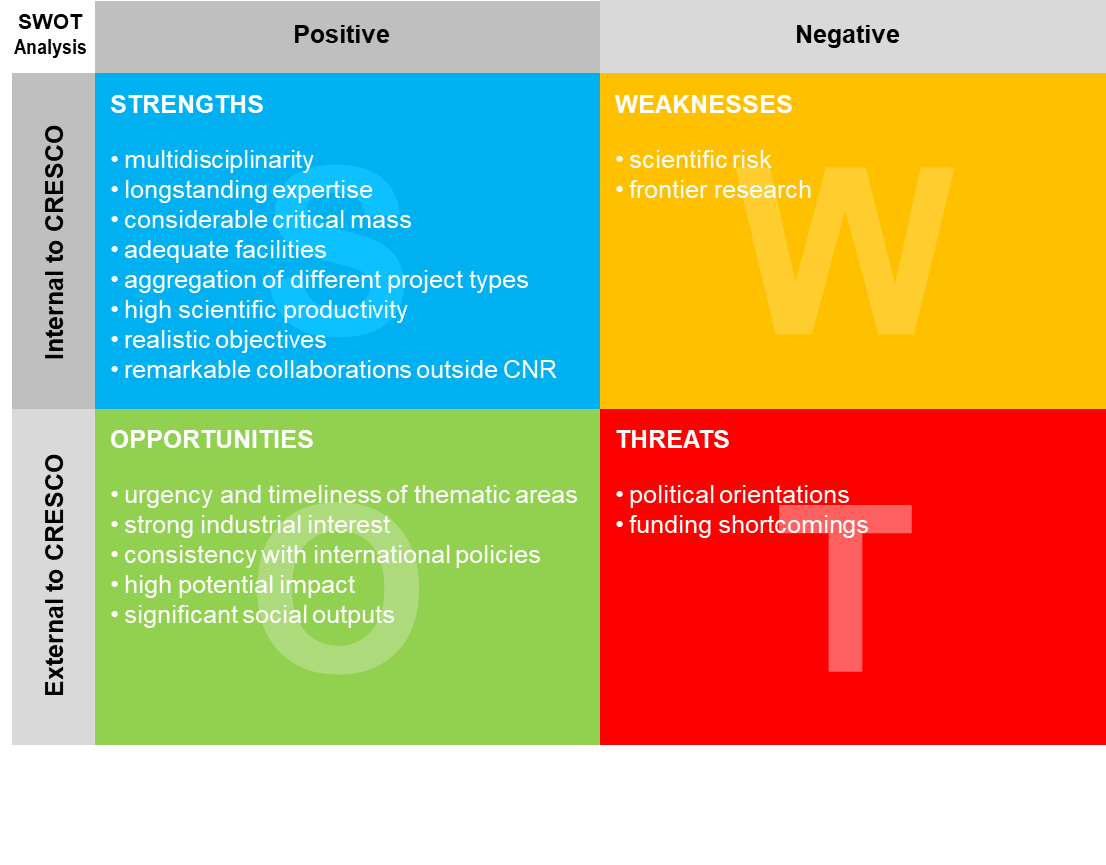 SWOT
Analysis
Positive
Negative
Internal to CRESCO
STRENGTHS
• multidisciplinarity
• longstanding expertise
• considerable critical mass
• adequate facilities
• aggregation of different project types
• high scientific productivity
• realistic objectives
• remarkable collaborations outside CNR
S
WEAKNESSES
• scientific risk
• frontier research
W
External to CRESCO
OPPORTUNITIES
• urgency and timeliness of thematic areas
• strong industrial interest
• consistency with international policies
• high potential impact
• significant social outputs
O
THREATS
• political orientations
• funding shortcomings
T